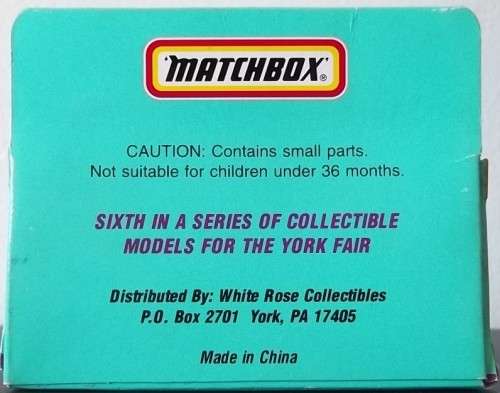 'MATCHBOX'®
CAUTION: Contains small parts.
Not suitable for children under 36 months.
SIXTH IN A SERIES OF COLLECTIBLE
MODELS FOR THE YORK FAIR
Distributed By: White Rose Collectibles
P.O. Box 2701 York, PA 17405
Made in China